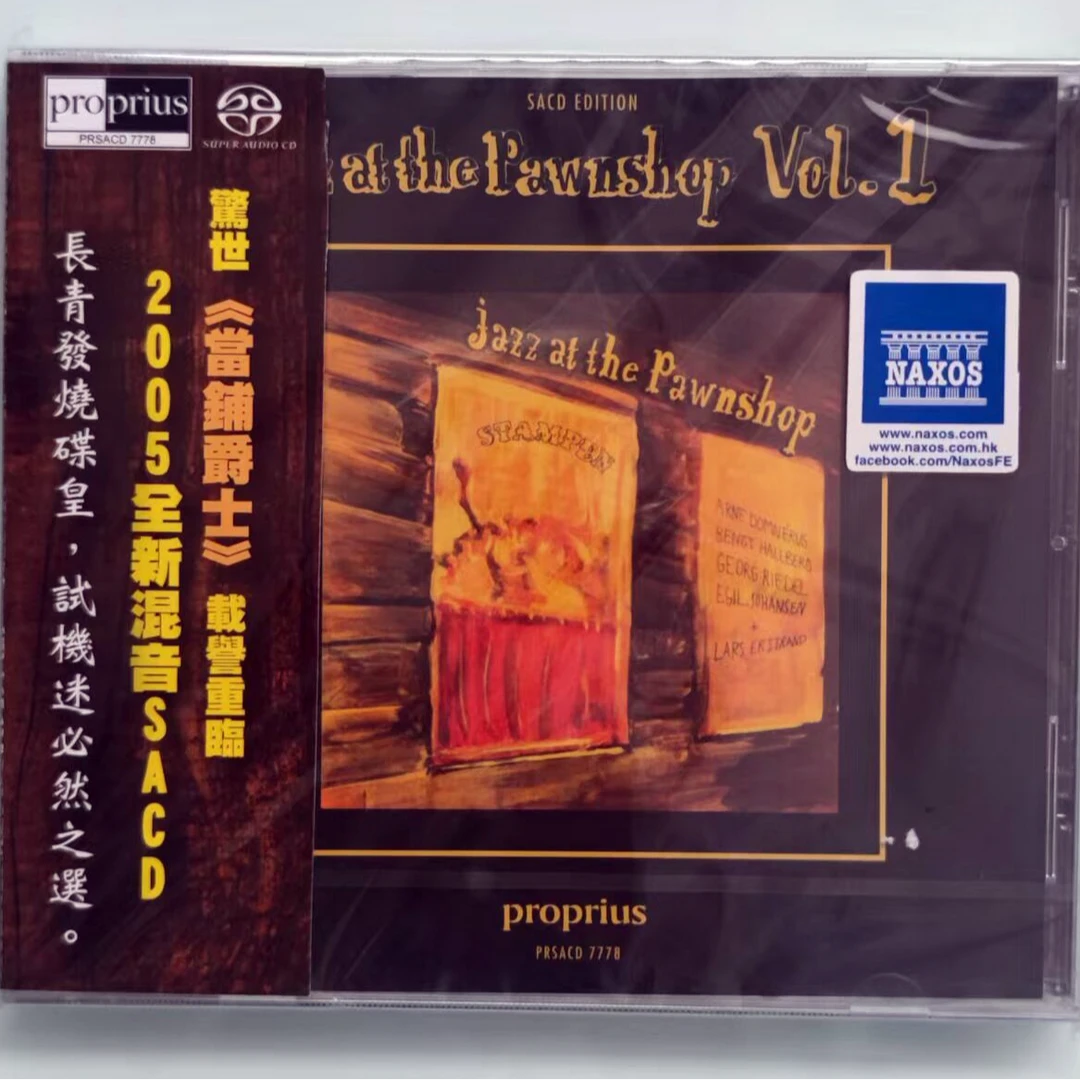 proprius
PRSACD 7778
SUPER AUDIO CD
驚世《當鋪爵士》載譽重臨
2005全新混音SACD
長青發燒碟皇，試機迷必然之選。
SACD EDITION
at the Pawnshop Vol. 1
jazz at the Pawnshop
STAMPEN
ARNE DOMNÉRUS
BENGT HALLBERG
GEORG RIEDEL
EGIL JOHANSEN
+
LARS ERSTRAND
NAXOS
www.naxos.com
www.naxos.com.hk
facebook.com/NaxosFE
proprius
PRSACD 7778